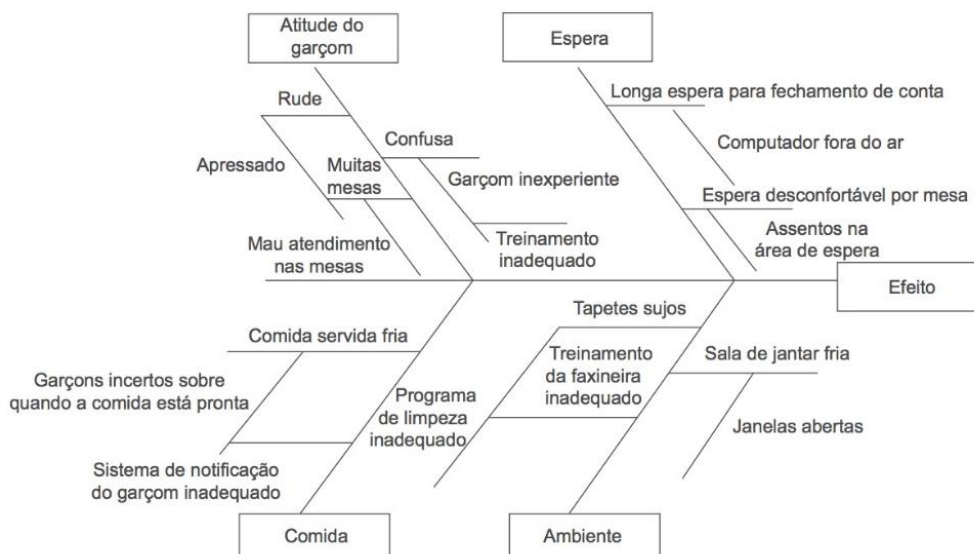 Atitude do
garçom
Espera
Rude
Longa espera para fechamento de conta
Confusa
Computador fora do ar
Apressado
Muitas
mesas
Garçom inexperiente
Espera desconfortável por mesa
Mau atendimento
nas mesas
Treinamento
inadequado
Assentos na
área de espera
Efeito
Tapetes sujos
Comida servida fria
Treinamento
da faxineira
inadequado
Sala de jantar fria
Garçons incertos sobre
quando a comida está pronta
Programa
de limpeza
inadequado
Janelas abertas
Sistema de notificação
do garçom inadequado
Comida
Ambiente